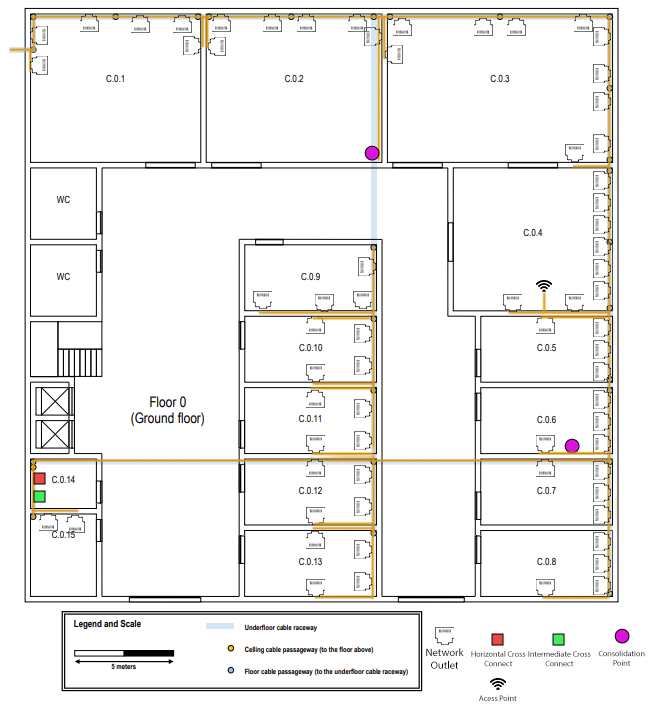 C.0.1
C.0.2
C.0.3
WC
C.0.4
WC
C.0.9
C.0.10
C.0.5
Floor 0
(Ground floor)
C.0.11
C.0.6
C.0.14
C.0.12
C.0.7
C.0.15
C.0.13
C.0.8
Legend and Scale
5 meters
Underfloor cable raceway
Celling cable passageway (to the floor above)
Floor cable passageway (to the underfloor cable raceway)
Network
Outlet
Horizontal Cross
Connect
Intermediate Cross
Connect
Consolidation
Point
Acess Point